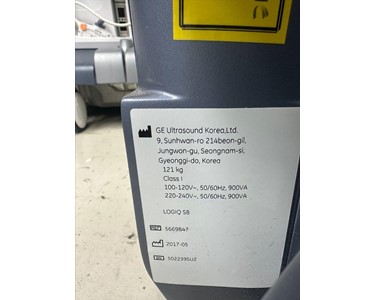 GE Ultrasound Korea,Ltd.
9, Sunhwan-ro 214beon-gil,
Jungwon-gu, Seongnam-si,
Gyeonggi-do, Korea
121 kg
Class I
100-120V~, 50/60Hz, 900VA
220-240V~, 50/60Hz, 900VA
LOGIQ S8
5669847
2017-05
502239SU2